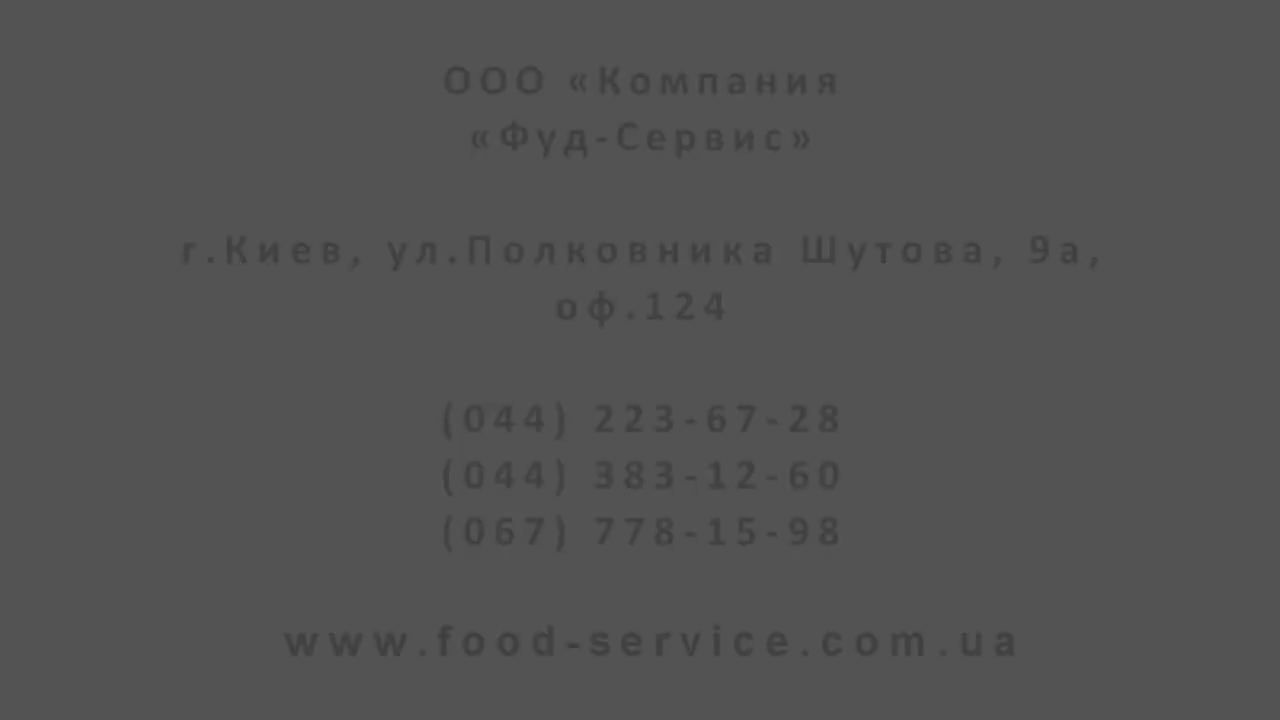 ООО «Компания
«Фуд-Сервис»
г.Киев, ул.Полковника Шутова, 9а,
оф.124
(044) 223-67-28
(044) 383-12-60
(067) 778-15-98
www.food-service.com.ua